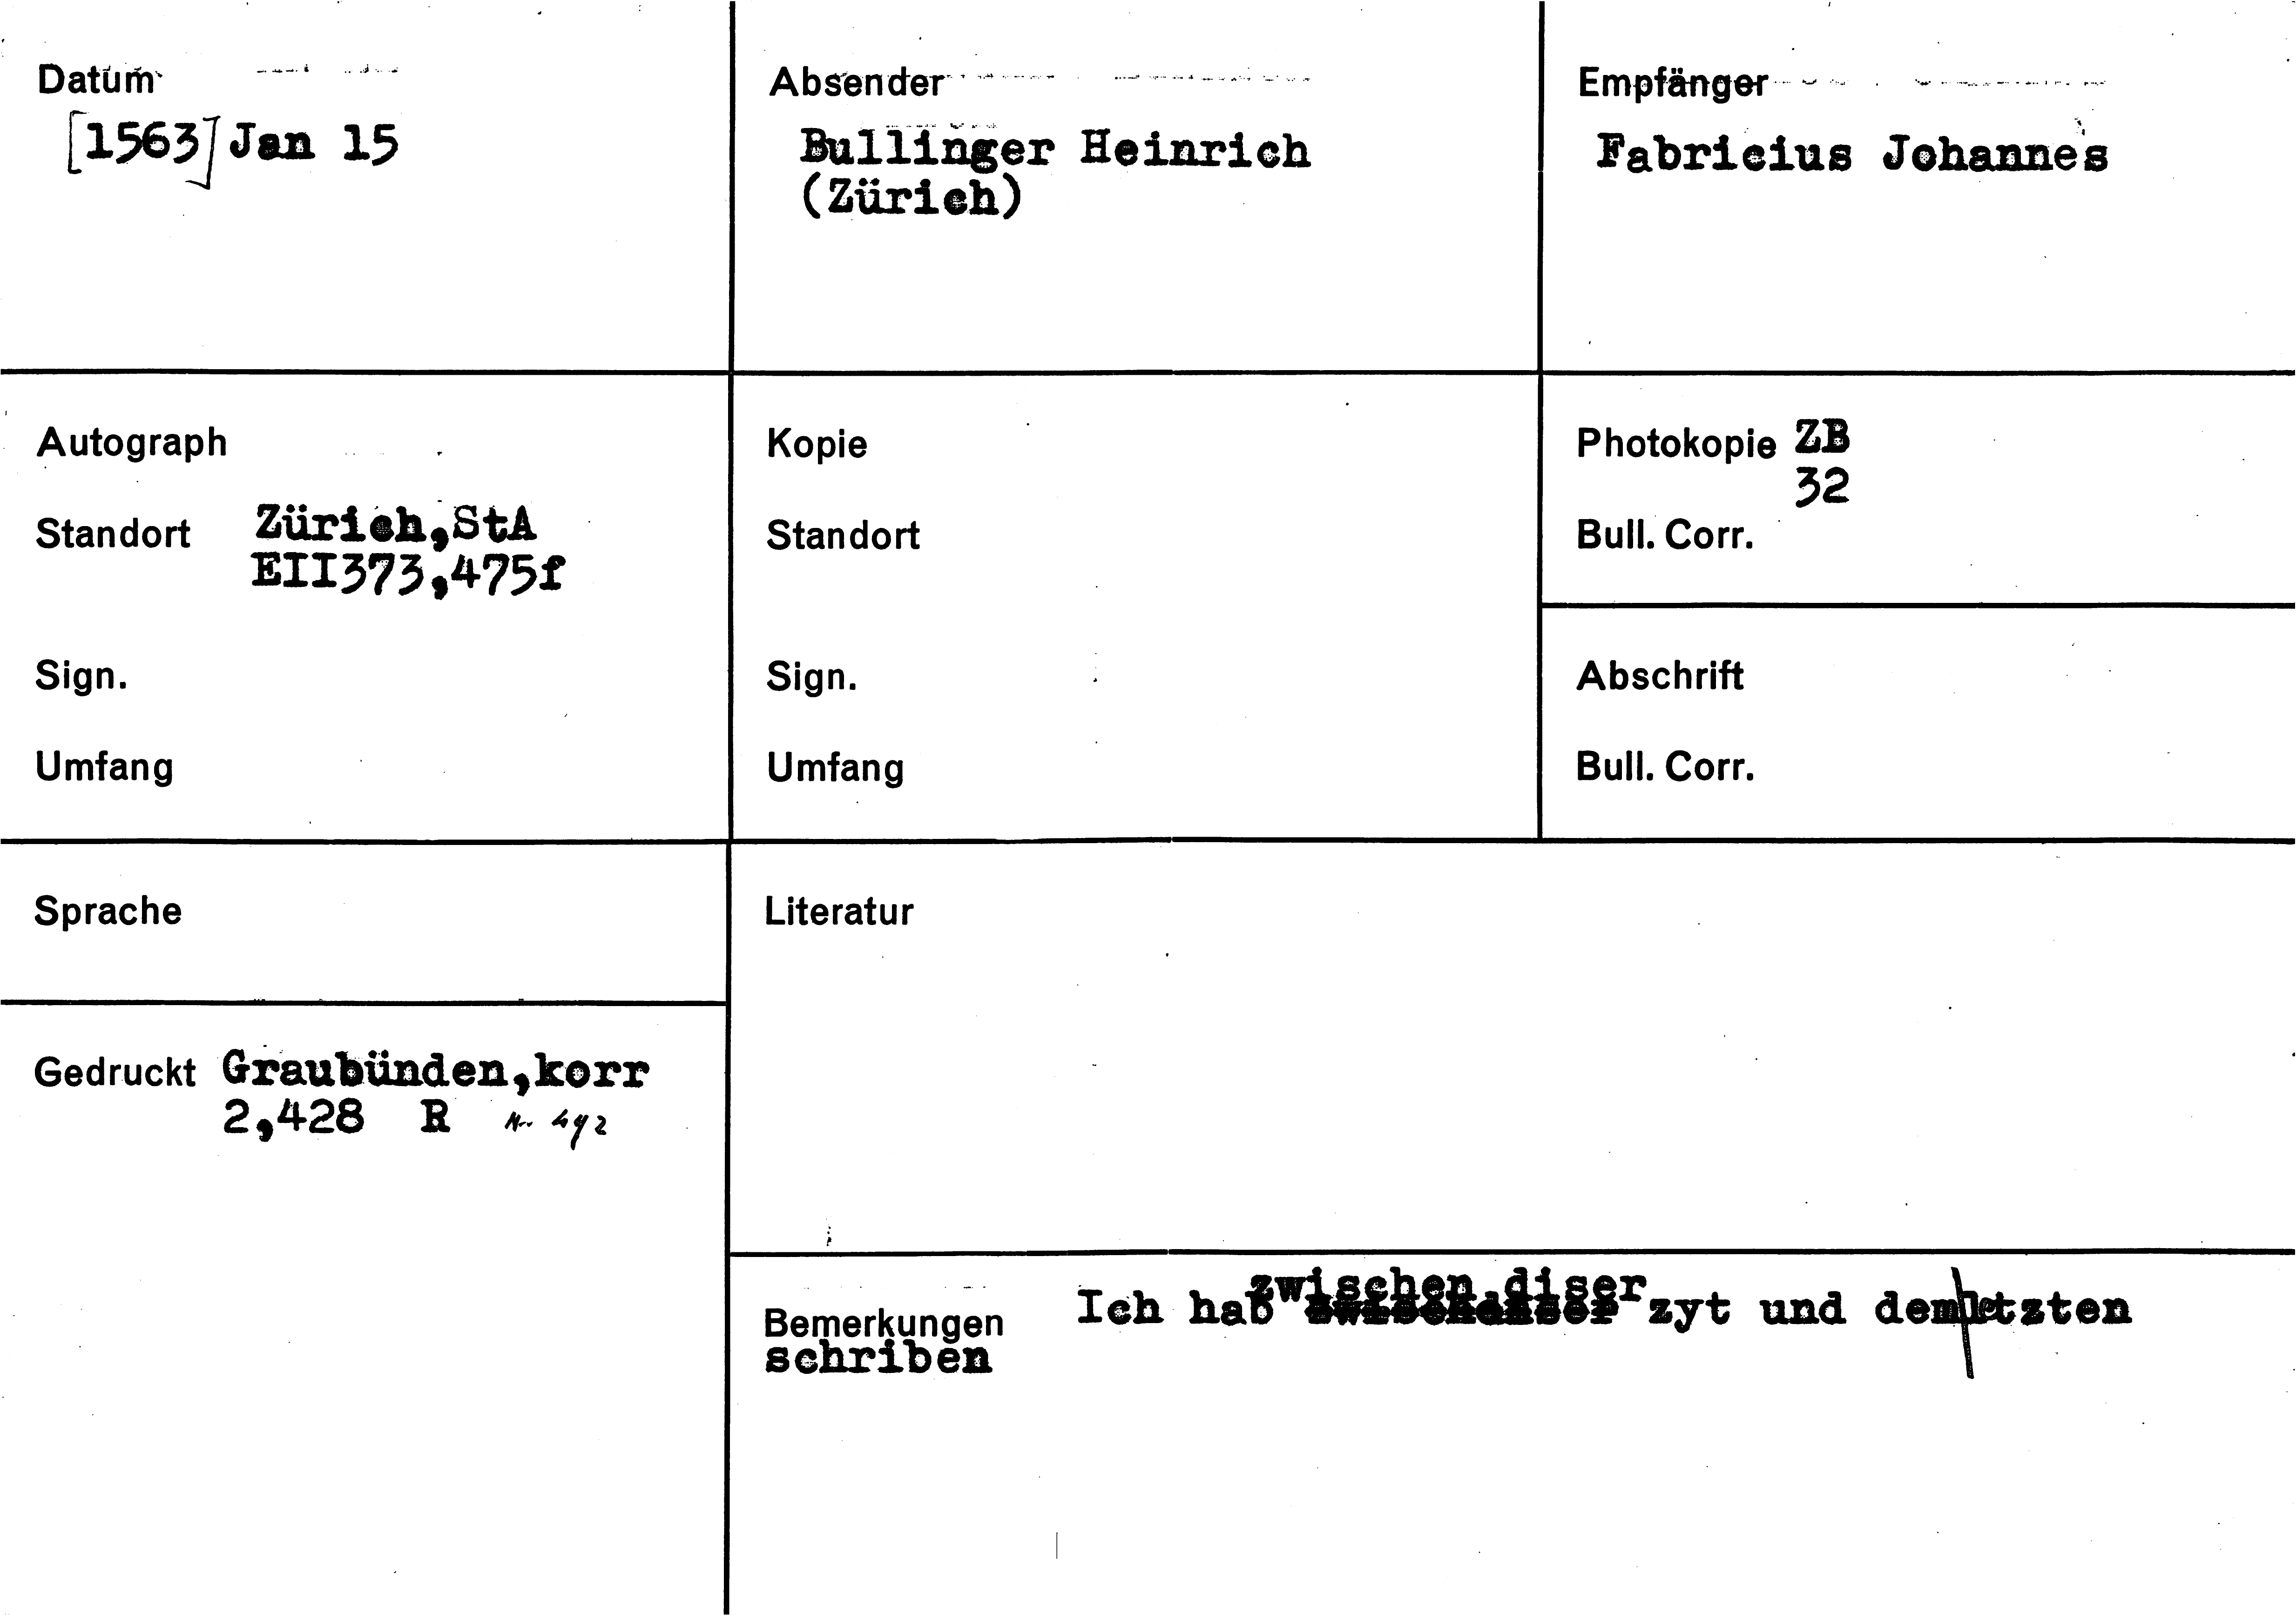 Datum
[1563] Jan 15
Absender
Bullinger Heinrich
(Zürich)
Empfänger
Fabricius Johannes
Autograph
Standort Zürich,StA
EII373,475f
Sign.
Umfang
Kopie
Standort
Sign.
Umfang
Photokopie ZB
32
Bull. Corr.
Abschrift
Bull. Corr.
Sprache
Gedruckt Graubünden,korr
2,428 R Nr 492
Literatur
Bemerkungen Ich hab zwischen diser zyt und dem letzten
schriben